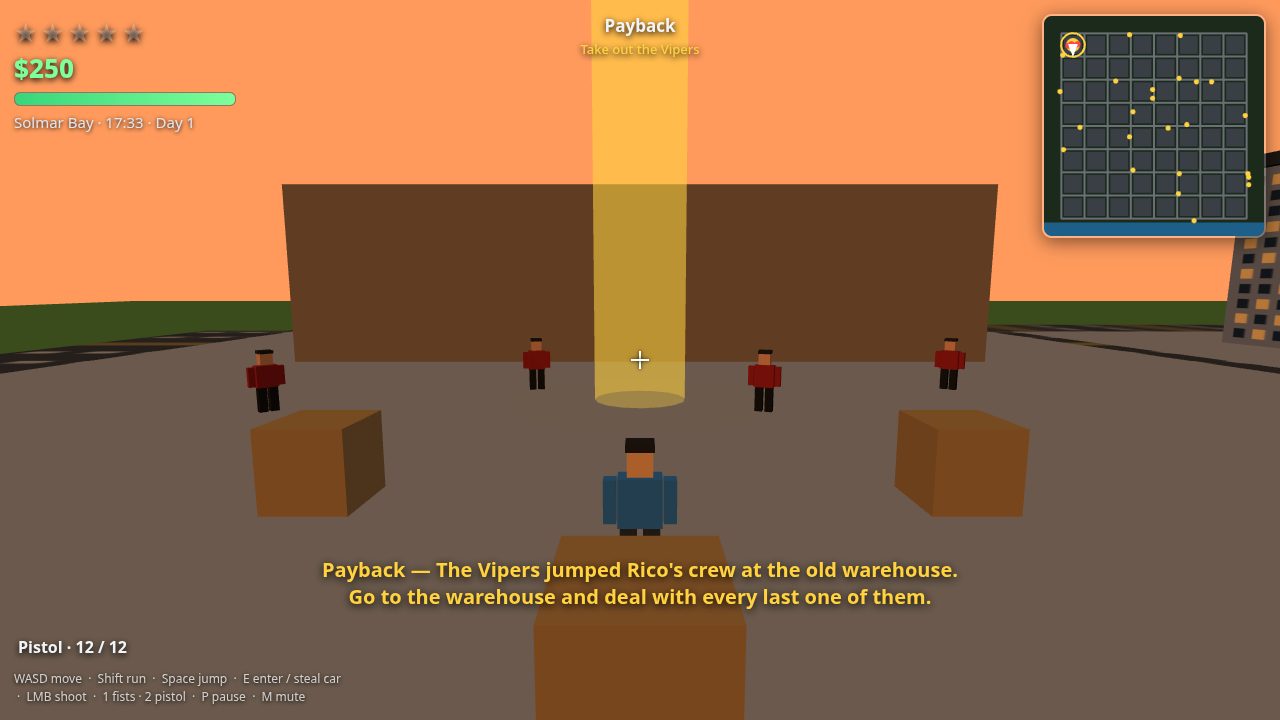 Payback
Take out the Vipers
$250
Solmar Bay · 17:33 · Day 1
Payback — The Vipers jumped Rico's crew at the old warehouse.
Go to the warehouse and deal with every last one of them.
Pistol · 12 / 12
WASD move · Shift run · Space jump · E enter / steal car
· LMB shoot · 1 fists · 2 pistol · P pause · M mute